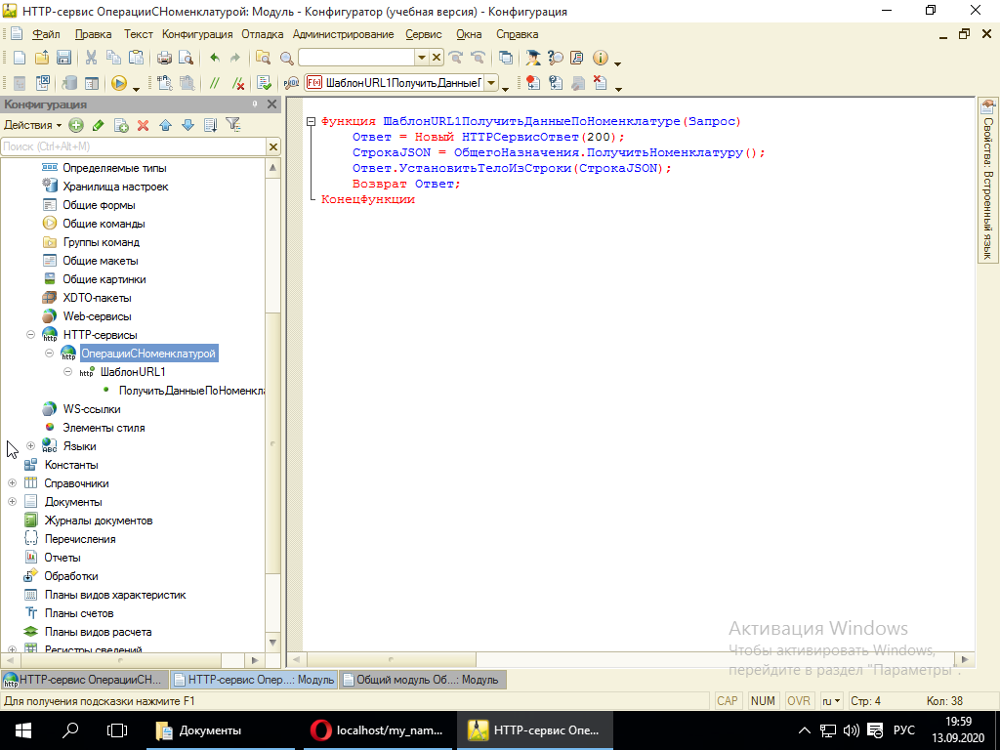 HTTP-сервис ОперацииСНоменклатурой: Модуль - Конфигуратор (учебная версия) - Конфигурация
Файл Правка Текст Конфигурация Отладка Администрирование Сервис Окна Справка
ШаблонURL1ПолучитьДанныеГ
Конфигурация
Действия
Поиск (Ctrl+Alt+M)
Определяемые типы
Хранилища настроек
Общие формы
Общие команды
Группы команд
Общие макеты
Общие картинки
XDTO-пакеты
Web-сервисы
HTTP-сервисы
ОперацииСНоменклатурой
ШаблонURL1
ПолучитьДанныеПоНоменкла
WS-ссылки
Элементы стиля
Языки
Константы
Справочники
Документы
Журналы документов
Перечисления
Отчеты
Обработки
Планы видов характеристик
Планы счетов
Планы видов расчета
Регистры сведений
Функция ШаблонURL1ПолучитьДанныеПоНоменклатуре(Запрос)
Ответ = Новый HTTPСервисОтвет(200);
СтрокаJSON = ОбщегоНазначения.ПолучитьНоменклатуру();
Ответ.УстановитьТелоИзСтроки(СтрокаJSON);
Возврат Ответ;
КонецФункции
Свойства: Встроенный язык
Активация Windows
Чтобы активировать Windows,
перейдите в раздел "Параметры".
HTTP-сервис ОперацииСН... HTTP-сервис Опер...: Модуль Общий модуль Об...: Модуль
Для получения подсказки нажмите F1 CAP NUM OVR ru Стр: 4 Кол: 38
Документы localhost/my_nam... HTTP-сервис Опе... РУС 19:59
13.09.2020